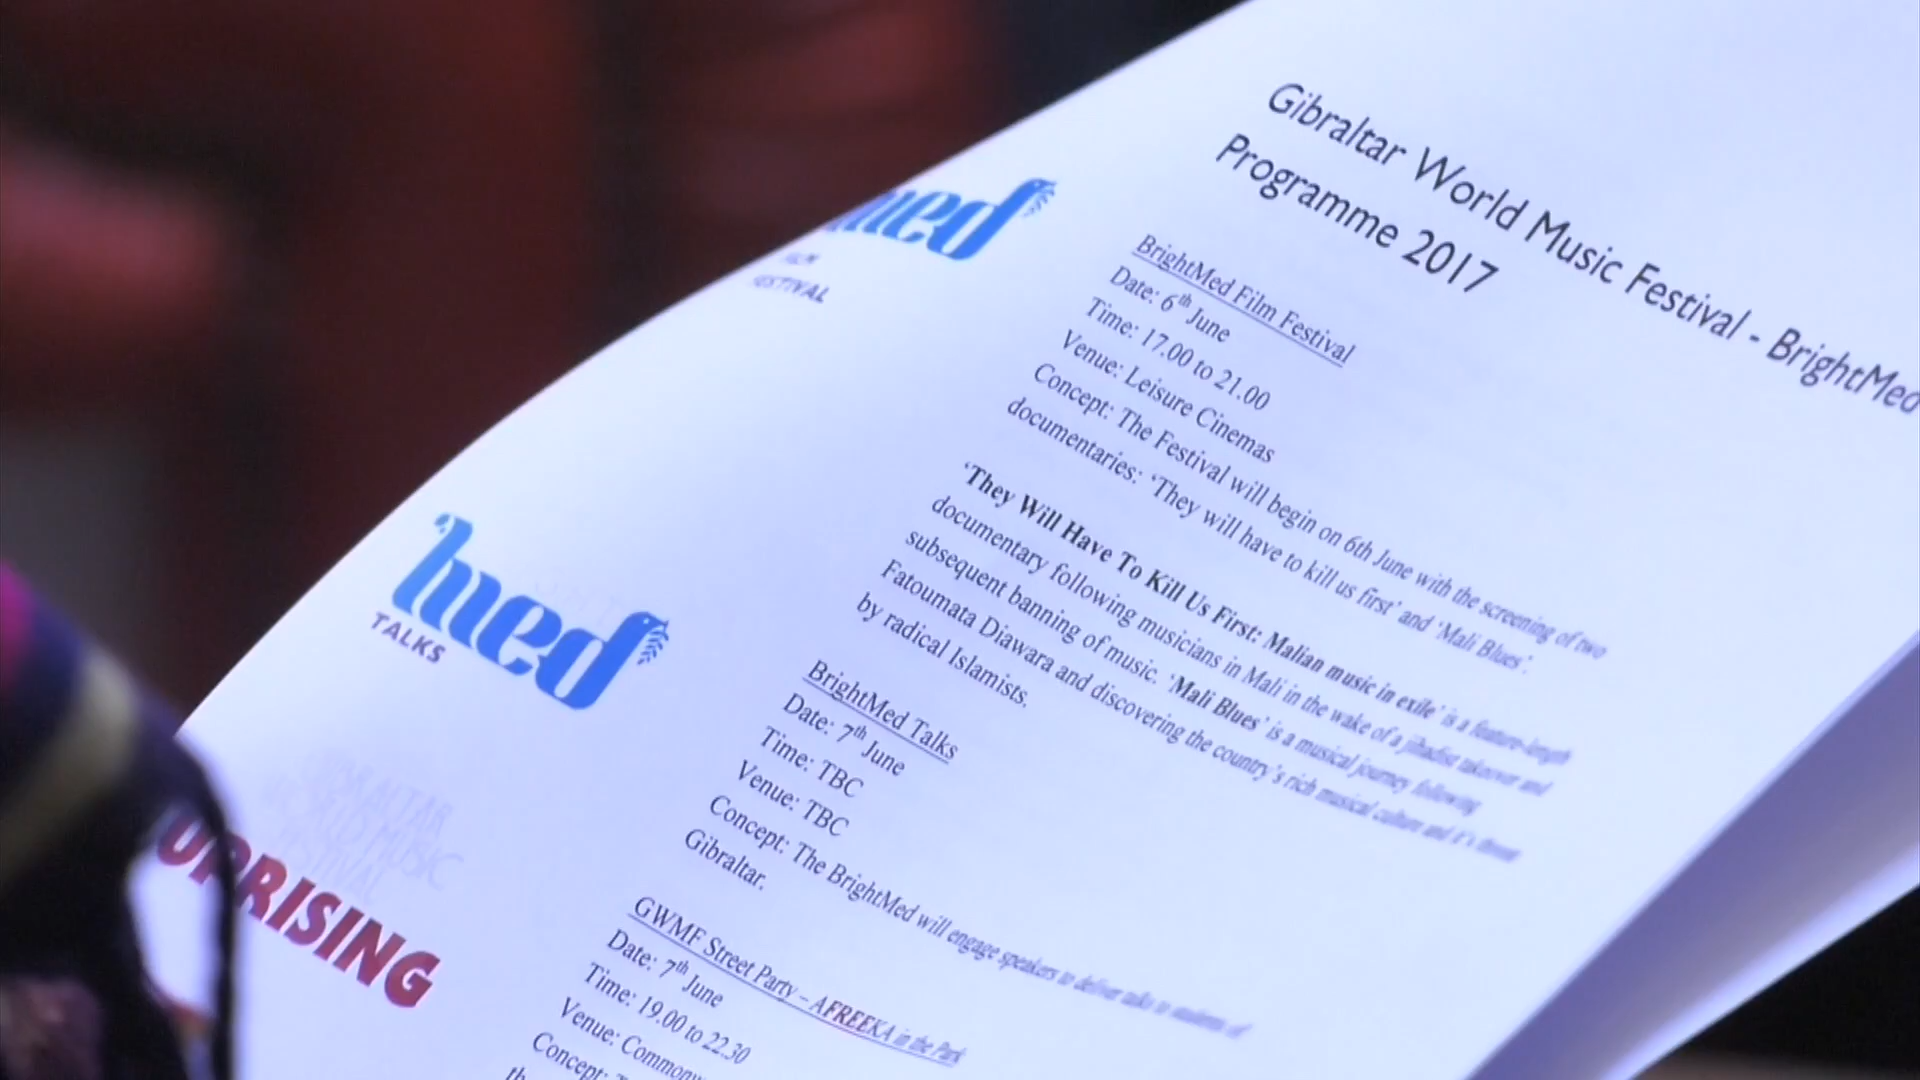 Gibraltar World Music Festival - BrightMed
Programme 2017
med
FILM
FESTIVAL
BrightMed Film Festival
Date: 6th June
Time: 17.00 to 21.00
Venue: Leisure Cinemas
Concept: The Festival will begin on 6th June with the screening of two
documentaries: ‘They will have to kill us first’ and ‘Mali Blues’.
‘They Will Have To Kill Us First: Malian music in exile’ is a feature-length
documentary following musicians in Mali in the wake of a jihadist takeover and
subsequent banning of music. ‘Mali Blues’ is a musical journey following
Fatoumata Diawara and discovering the country’s rich musical culture and it’s threat
by radical Islamists.
med
TALKS
BrightMed Talks
Date: 7th June
Time: TBC
Venue: TBC
Concept: The BrightMed will engage speakers to deliver talks to students of
Gibraltar.
GIBRALTAR
WORLD MUSIC
FESTIVAL
UPRISING
GWMF Street Party – AFREEKA in the Park
Date: 7th June
Time: 19.00 to 22.30
Venue:
Concept: